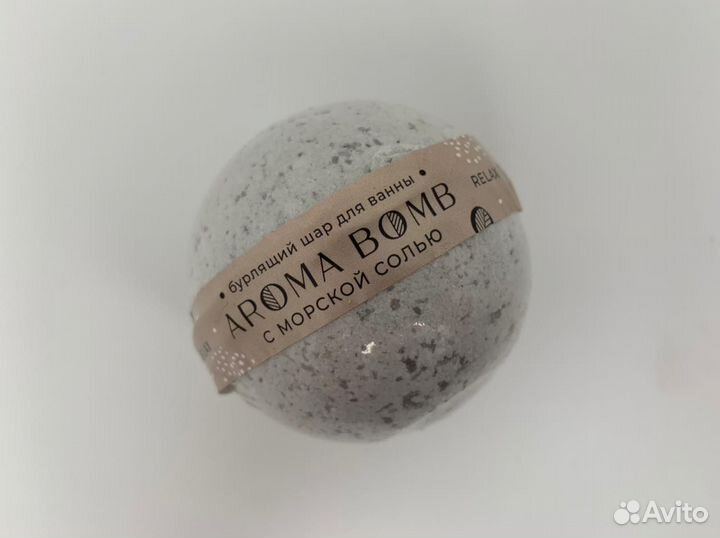 • бурлящий шар для ванны •
AROMA BOMB
С МОРСКОЙ СОЛЬЮ
RELAX
Avito